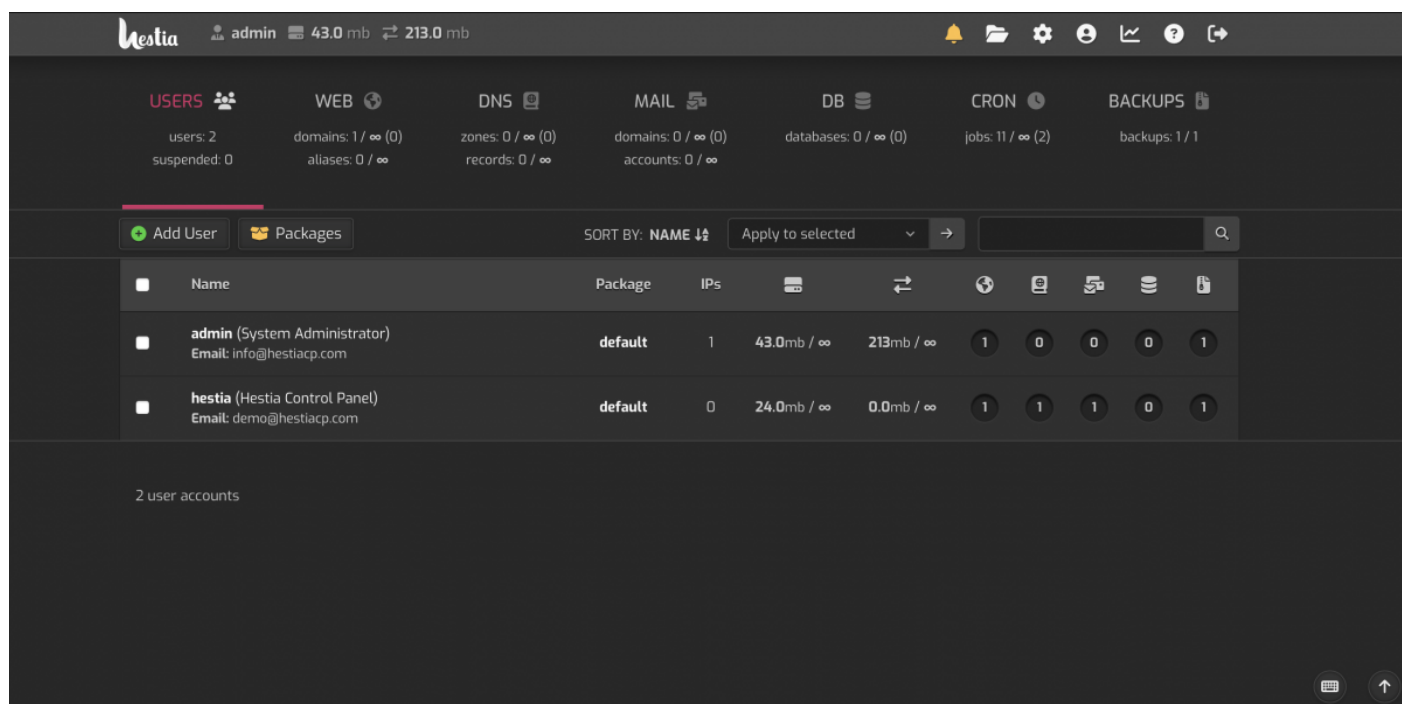 hestia admin 43.0 mb 213.0 mb
USERS WEB DNS MAIL DB CRON BACKUPS
users: 2 domains: 1 / ∞ (0) zones: 0 / ∞ (0) domains: 0 / ∞ (0) databases: 0 / ∞ (0) jobs: 11 / ∞ (2) backups: 1 / 1
suspended: 0 aliases: 0 / ∞ records: 0 / ∞ accounts: 0 / ∞
Add User Packages SORT BY: NAME Apply to selected
Name Package IPs
admin (System Administrator) default 1 43.0mb / ∞ 213mb / ∞ 1 0 0 0 1
Email: info@hestiacp.com
hestia (Hestia Control Panel) default 0 24.0mb / ∞ 0.0mb / ∞ 1 1 1 0 1
Email: demo@hestiacp.com
2 user accounts